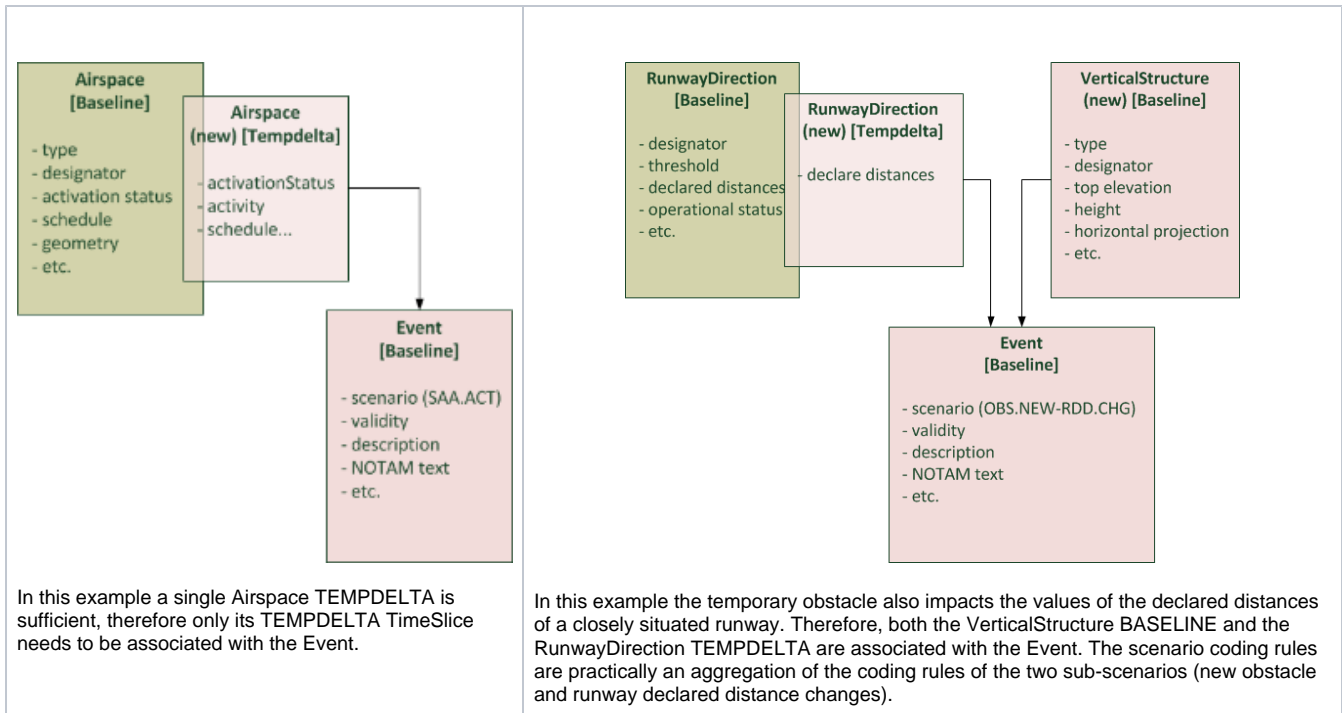 Airspace
[Baseline]
- type
- designator
- activation status
- schedule
- geometry
- etc.
Airspace
(new) [Tempdelta]
- activationStatus
- activity
- schedule...
Event
[Baseline]
- scenario (SAA.ACT)
- validity
- description
- NOTAM text
- etc.
In this example a single Airspace TEMPDELTA is
sufficient, therefore only its TEMPDELTA TimeSlice
needs to be associated with the Event.
RunwayDirection
[Baseline]
- designator
- threshold
- declared distances
- operational status
- etc.
RunwayDirection
(new) [Tempdelta]
- declare distances
VerticalStructure
(new) [Baseline]
- type
- designator
- top elevation
- height
- horizontal projection
- etc.
Event
[Baseline]
- scenario (OBS.NEW-RDD.CHG)
- validity
- description
- NOTAM text
- etc.
In this example the temporary obstacle also impacts the values of the declared distances
of a closely situated runway. Therefore, both the VerticalStructure BASELINE and the
RunwayDirection TEMPDELTA are associated with the Event. The scenario coding rules
are practically an aggregation of the coding rules of the two sub-scenarios (new obstacle
and runway declared distance changes).